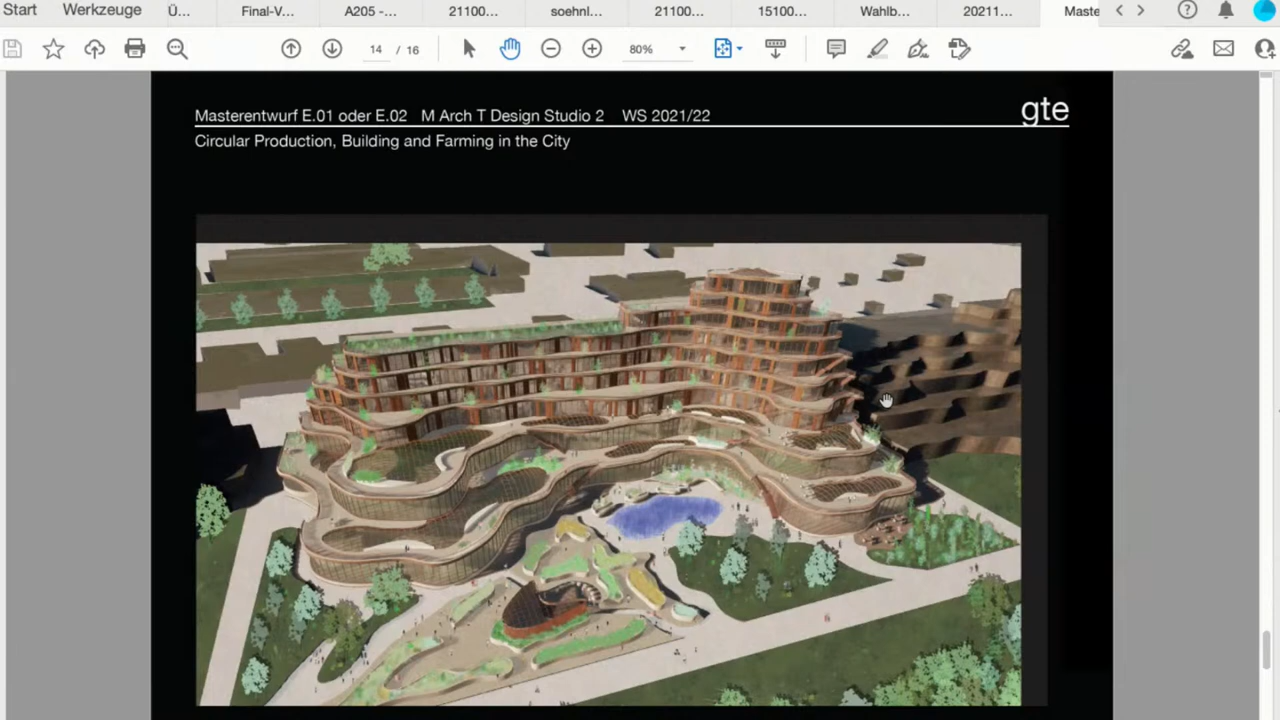 Start Werkzeuge Ü... Final-V... A205 -... 21100... soehnl... 21100... 15100... Wahlb... 20211... Maste
14 / 16 80%
gte
Masterentwurf E.01 oder E.02 M Arch T Design Studio 2 WS 2021/22
Circular Production, Building and Farming in the City